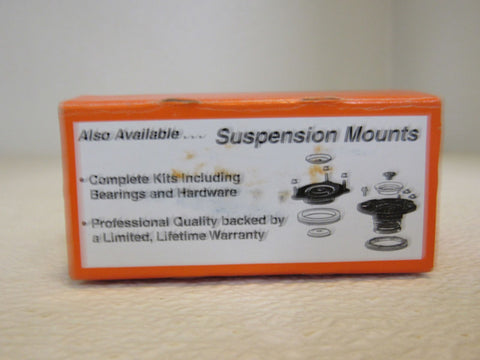 Also Available... Suspension Mounts
• Complete Kits Including
Bearings and Hardware
• Professional Quality backed by
a Limited, Lifetime Warranty